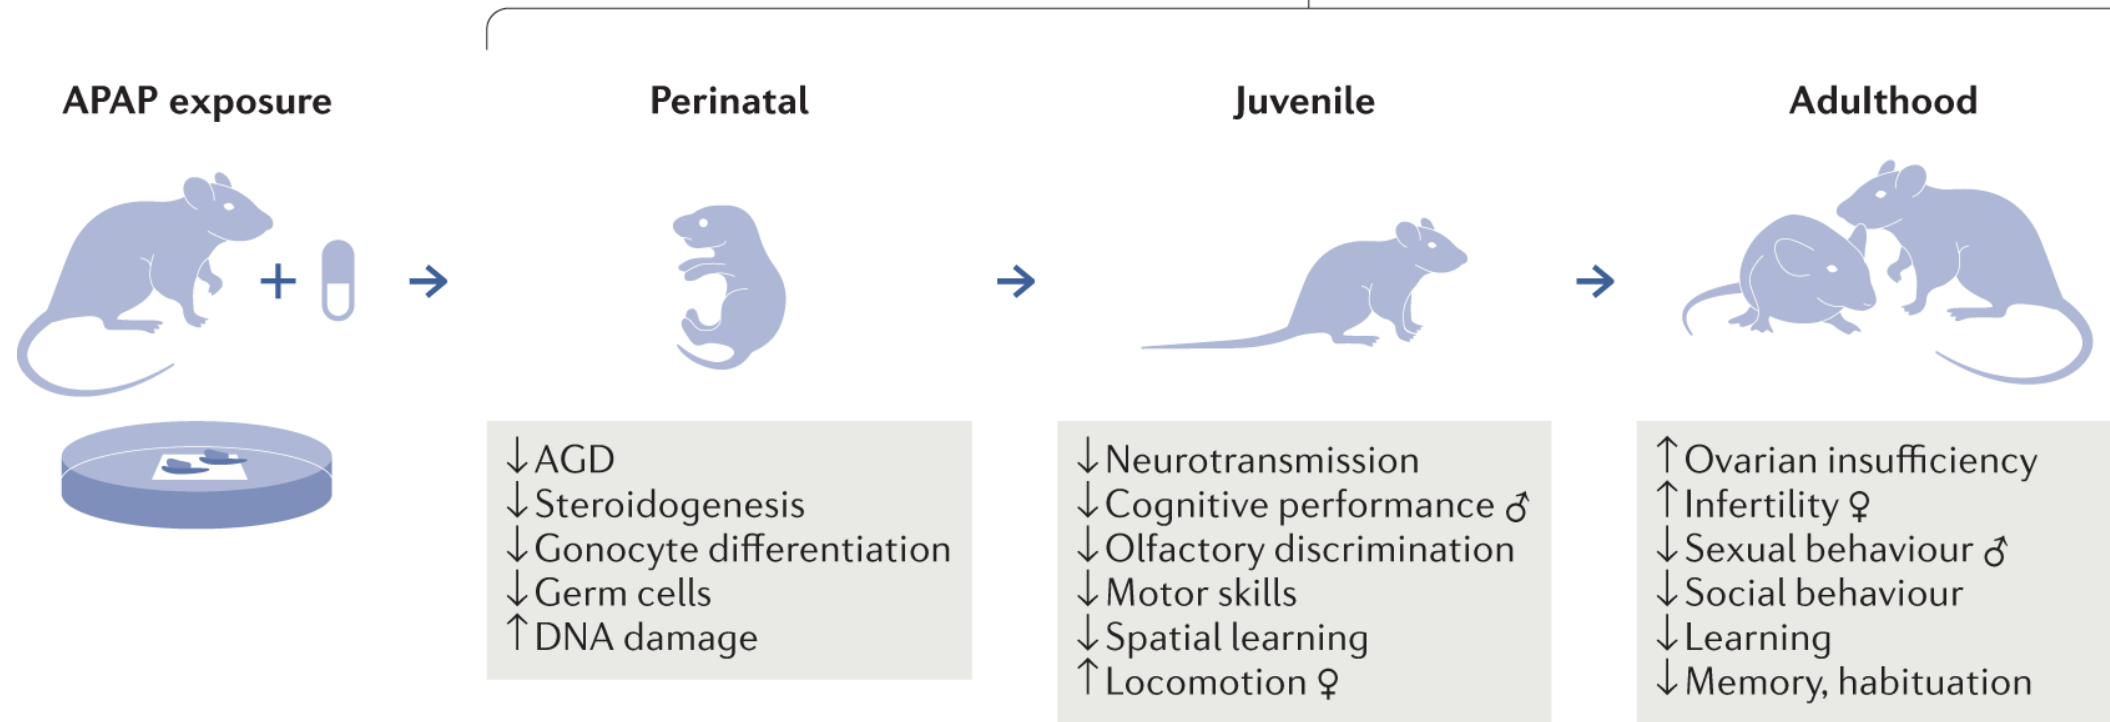 APAP exposure
Perinatal
Juvenile
Adulthood
↓AGD
↓Steroidogenesis
↓Gonocyte differentiation
↓Germ cells
↑DNA damage
↓Neurotransmission
↓Cognitive performance ♂
↓Olfactory discrimination
↓Motor skills
↓Spatial learning
↑Locomotion ♀
↑Ovarian insufficiency
↑Infertility ♀
↓Sexual behaviour ♂
↓Social behaviour
↓Learning
↓Memory, habituation